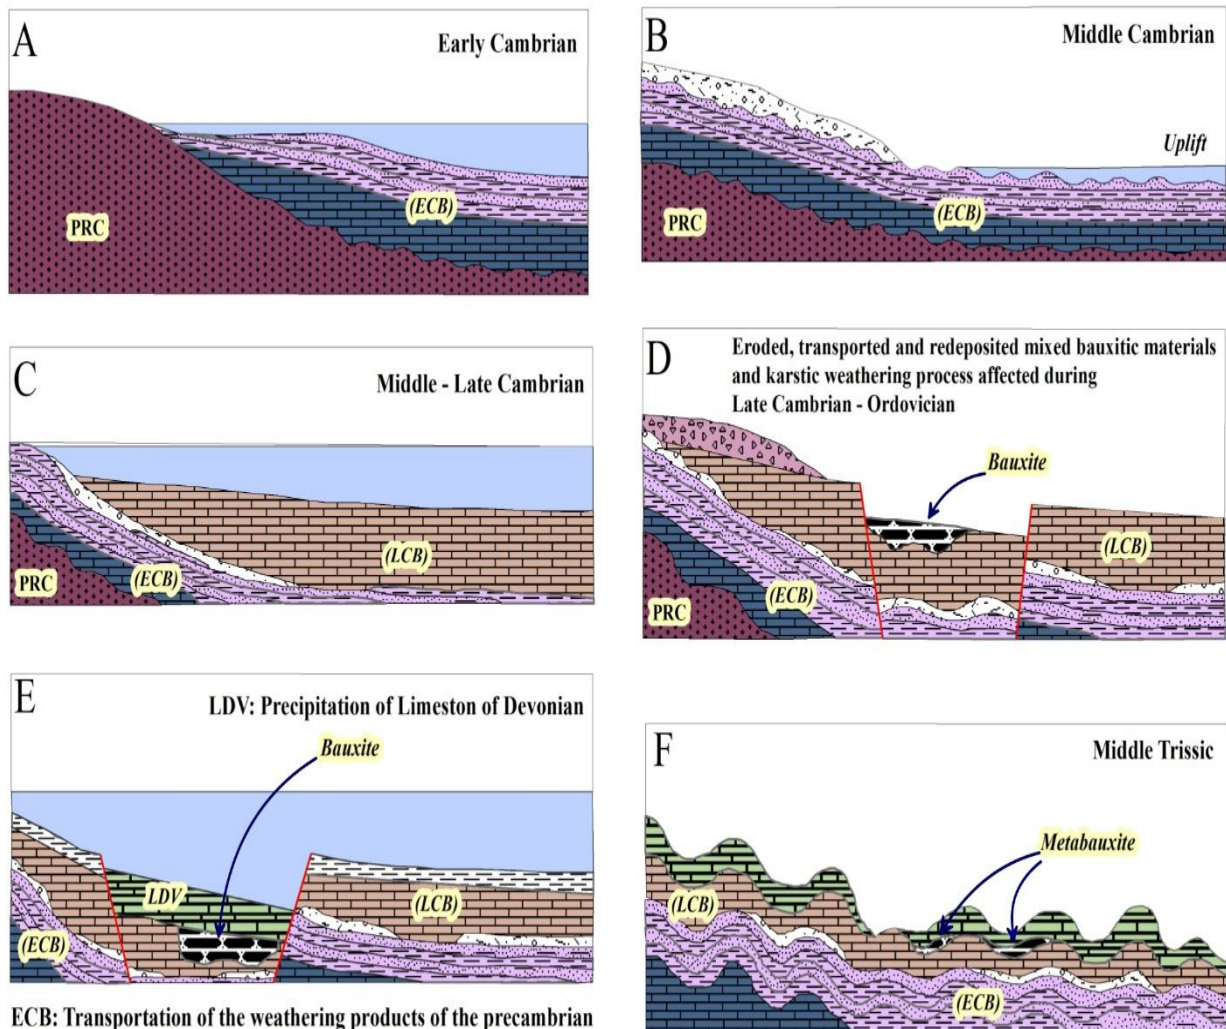 A
Early Cambrian
(ECB)
PRC
B
Middle Cambrian
Uplift
(ECB)
PRC
C
Middle - Late Cambrian
(LCB)
(ECB)
PRC
D
Eroded, transported and redeposited mixed bauxitic materials
and karstic weathering process affected during
Late Cambrian - Ordovician
Bauxite
(LCB)
(ECB)
PRC
E
LDV: Precipitation of Limeston of Devonian
Bauxite
LDV
(LCB)
(ECB)
ECB: Transportation of the weathering products of the precambrian
F
Middle Trissic
Metabauxite
(LCB)
(ECB)